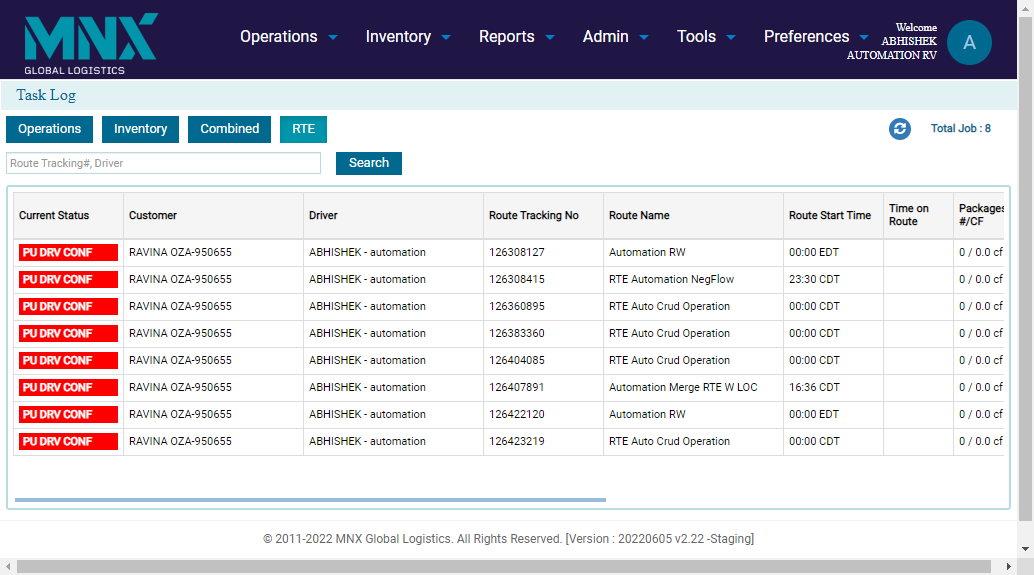 MNX
GLOBAL LOGISTICS
Operations Inventory Reports Admin Tools Preferences
Welcome
ABHISHEK
AUTOMATION RV
A
Task Log
Operations Inventory Combined RTE
Total Job : 8
Route Tracking#, Driver Search
Current Status Customer Driver Route Tracking No Route Name Route Start Time Time on Route Packages #/CF
PU DRV CONF RAVINA OZA-950655 ABHISHEK - automation 126308127 Automation RW 00:00 EDT 0 / 0.0 cf
PU DRV CONF RAVINA OZA-950655 ABHISHEK - automation 126308415 RTE Automation NegFlow 23:30 CDT 0 / 0.0 cf
PU DRV CONF RAVINA OZA-950655 ABHISHEK - automation 126360895 RTE Auto Crud Operation 00:00 CDT 0 / 0.0 cf
PU DRV CONF RAVINA OZA-950655 ABHISHEK - automation 126383360 RTE Auto Crud Operation 00:00 CDT 0 / 0.0 cf
PU DRV CONF RAVINA OZA-950655 ABHISHEK - automation 126404085 RTE Auto Crud Operation 00:00 CDT 0 / 0.0 cf
PU DRV CONF RAVINA OZA-950655 ABHISHEK - automation 126407891 Automation Merge RTE W LOC 16:36 CDT 0 / 0.0 cf
PU DRV CONF RAVINA OZA-950655 ABHISHEK - automation 126422120 Automation RW 00:00 EDT 0 / 0.0 cf
PU DRV CONF RAVINA OZA-950655 ABHISHEK - automation 126423219 RTE Auto Crud Operation 00:00 CDT 0 / 0.0 cf
© 2011-2022 MNX Global Logistics. All Rights Reserved. [Version : 20220605 v2.22 -Staging]